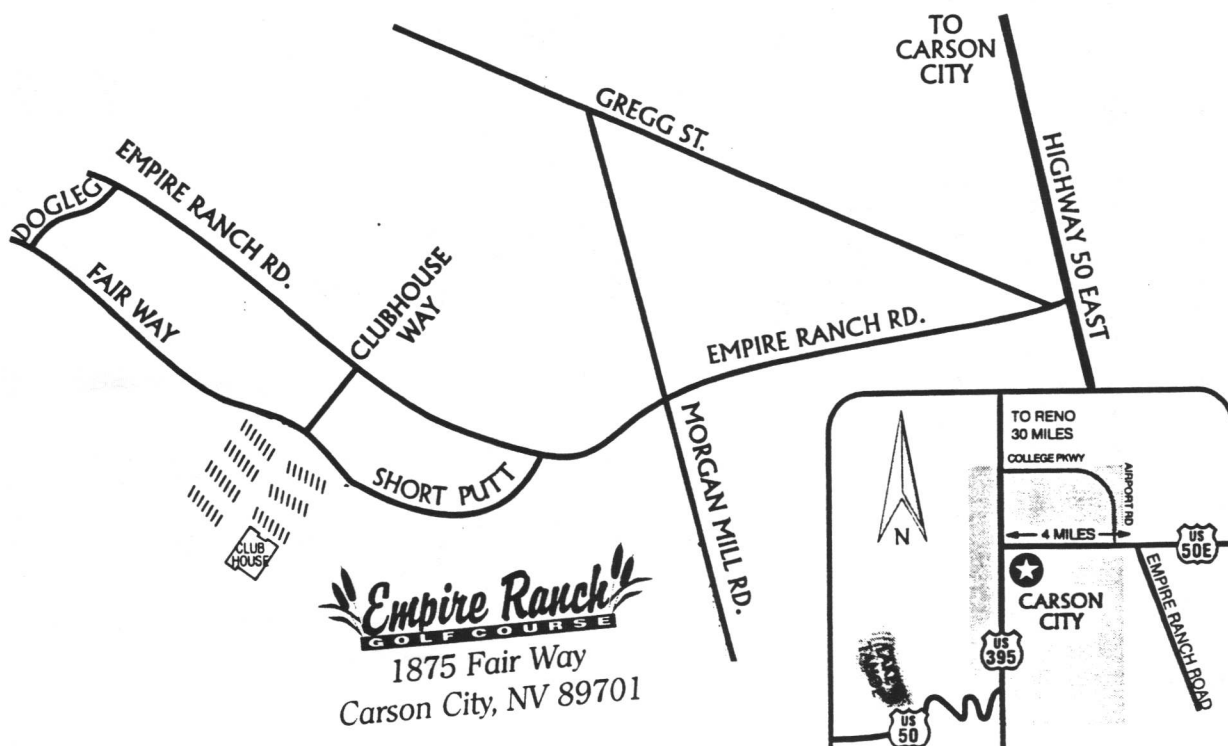 TO
CARSON
CITY
GREGG ST.
HIGHWAY 50 EAST
DOGLEG
EMPIRE RANCH RD.
FAIR WAY
CLUBHOUSE
WAY
EMPIRE RANCH RD.
SHORT PUTT
MORGAN MILL RD.
CLUB
HOUSE
Empire Ranch
GOLF COURSE
1875 Fair Way
Carson City, NV 89701
TO RENO
30 MILES
COLLEGE PKWY
AIRPORT RD
4 MILES
US
50E
N
CARSON
CITY
EMPIRE RANCH ROAD
US
395
LAKE
TAHOE
US
50